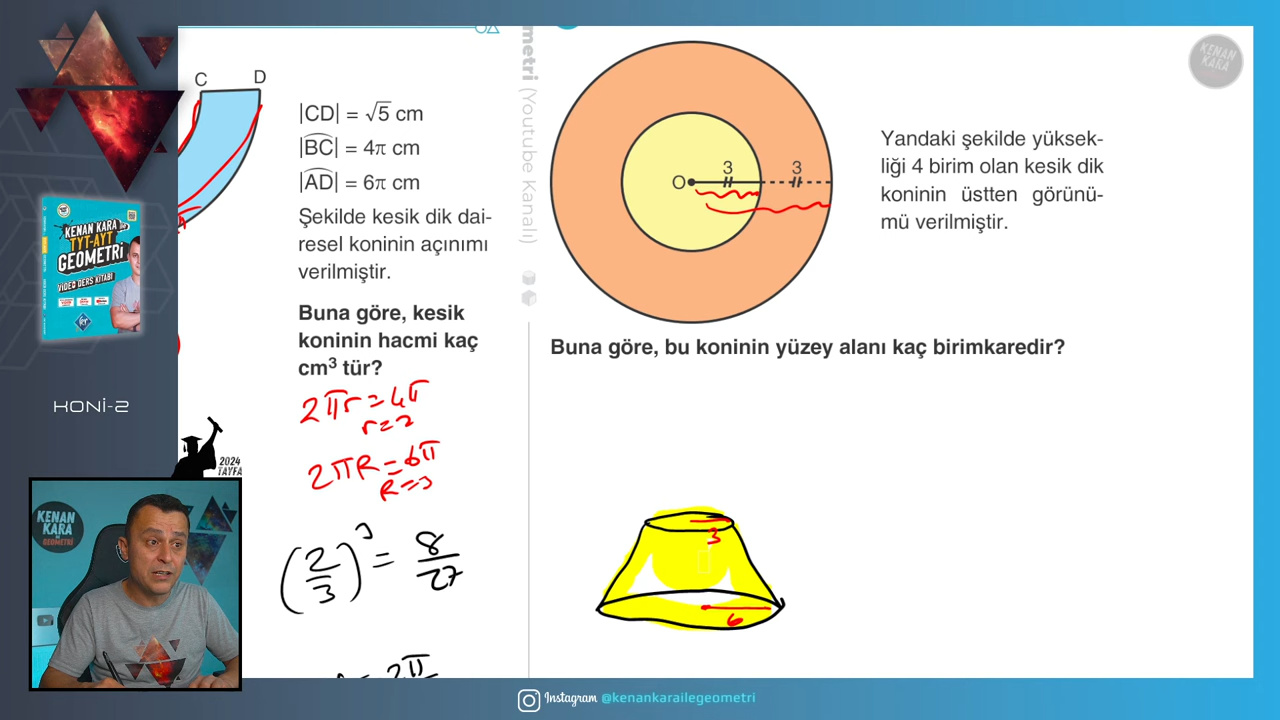 C D
|CD| = √5 cm
|BC| = 4π cm
|AD| = 6π cm
Şekilde kesik dik dai-
resel koninin açınımı
verilmiştir.
Buna göre, kesik
koninin hacmi kaç
cm³ tür?
2πr = 4π
r = 2
2πR = 6π
R = 3
(2/3)³ = 8/27
2π
metri (Youtube Kanalı)
O 3 3
Yandaki şekilde yüksek-
liği 4 birim olan kesik dik
koninin üstten görünü-
mü verilmiştir.
Buna göre, bu koninin yüzey alanı kaç birimkaredir?
3
6
KENAN KARA
KENAN KARA
TYT-AYT
GEOMETRİ
VİDEO DERS KİTABI
KONİ-2
2024
TAYFA
KENAN
KARA
GEOMETRİ
Instagram @kenankarailegeometri